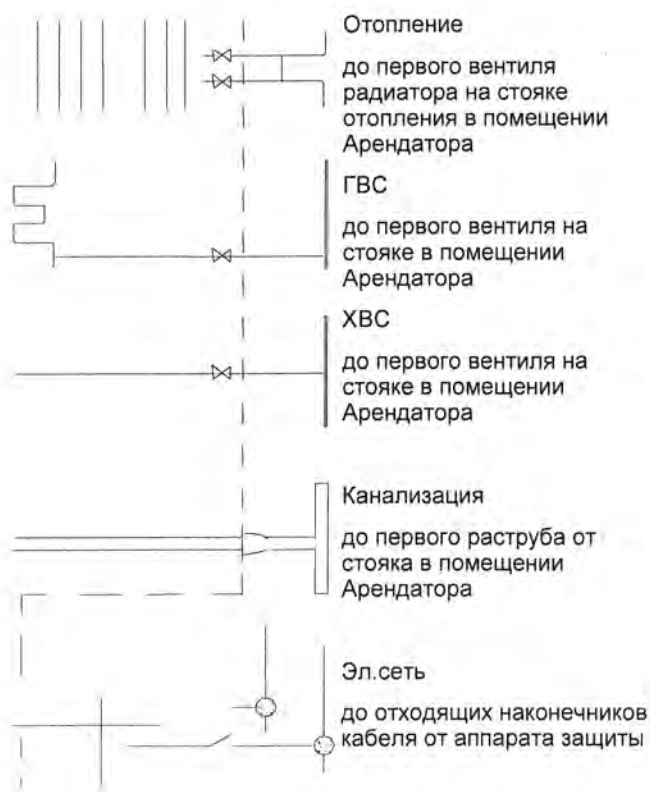 Отопление
до первого вентиля
радиатора на стояке
отопления в помещении
Арендатора
ГВС
до первого вентиля на
стояке в помещении
Арендатора
ХВС
до первого вентиля на
стояке в помещении
Арендатора
Канализация
до первого раструба от
стояка в помещении
Арендатора
Эл.сеть
до отходящих наконечников
кабеля от аппарата защиты